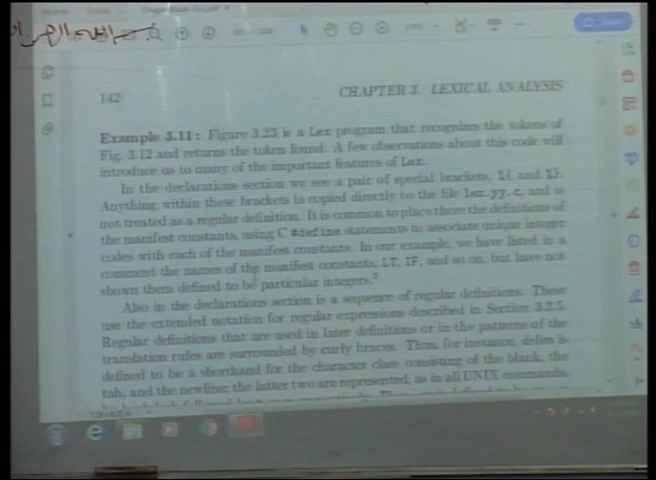 بسم الله الرحمن
142
CHAPTER 3. LEXICAL ANALYSIS
Example 3.11: Figure 3.23 is a Lex program that recognizes the tokens of
Fig. 3.12 and returns the token found. A few observations about this code will
introduce us to many of the important features of Lex.
In the declarations section we see a pair of special brackets, %{ and %}.
Anything within these brackets is copied directly to the file lex.yy.c, and is
not treated as a regular definition. It is common to place there the definitions of
the manifest constants, using C #define statements to associate unique integer
codes with each of the manifest constants. In our example, we have listed in a
comment the names of the manifest constants, LT, IF, and so on, but have not
shown them defined to be particular integers.²
Also in the declarations section is a sequence of regular definitions. These
use the extended notation for regular expressions described in Section 3.3.5.
Regular definitions that are used in later definitions or in the patterns of the
translation rules are surrounded by curly braces. Thus, for instance, delim is
defined to be a shorthand for the character class consisting of the blank, the
tab, and the newline; the latter two are represented, as in all UNIX commands,